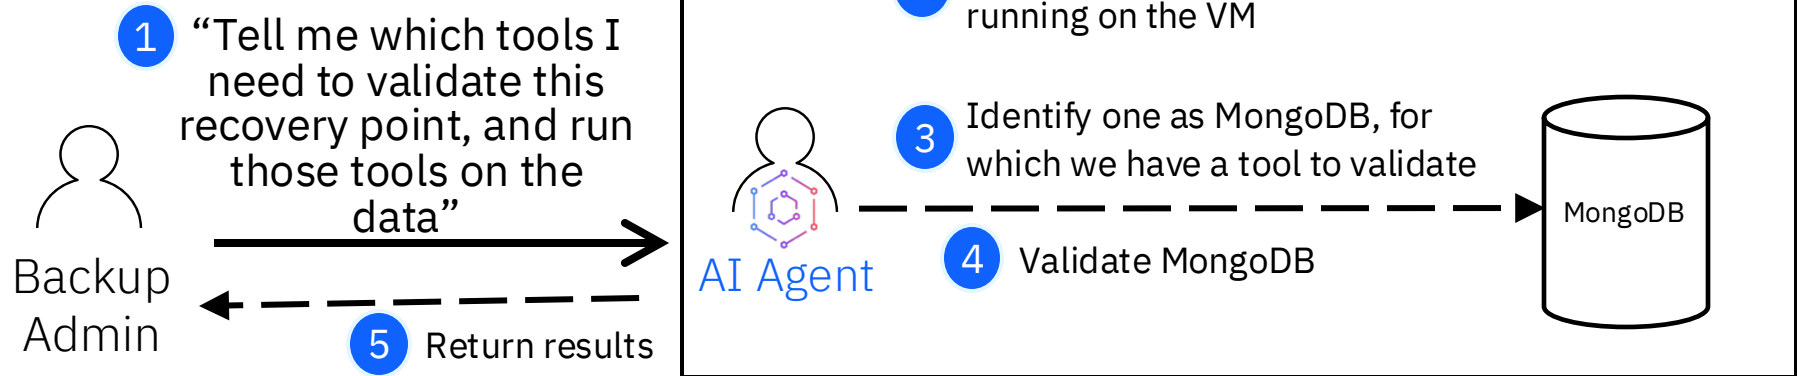 1
“Tell me which tools I
need to validate this
recovery point, and run
those tools on the
data”
Backup
Admin
5
Return results
running on the VM
3
Identify one as MongoDB, for
which we have a tool to validate
AI Agent
4
Validate MongoDB
MongoDB